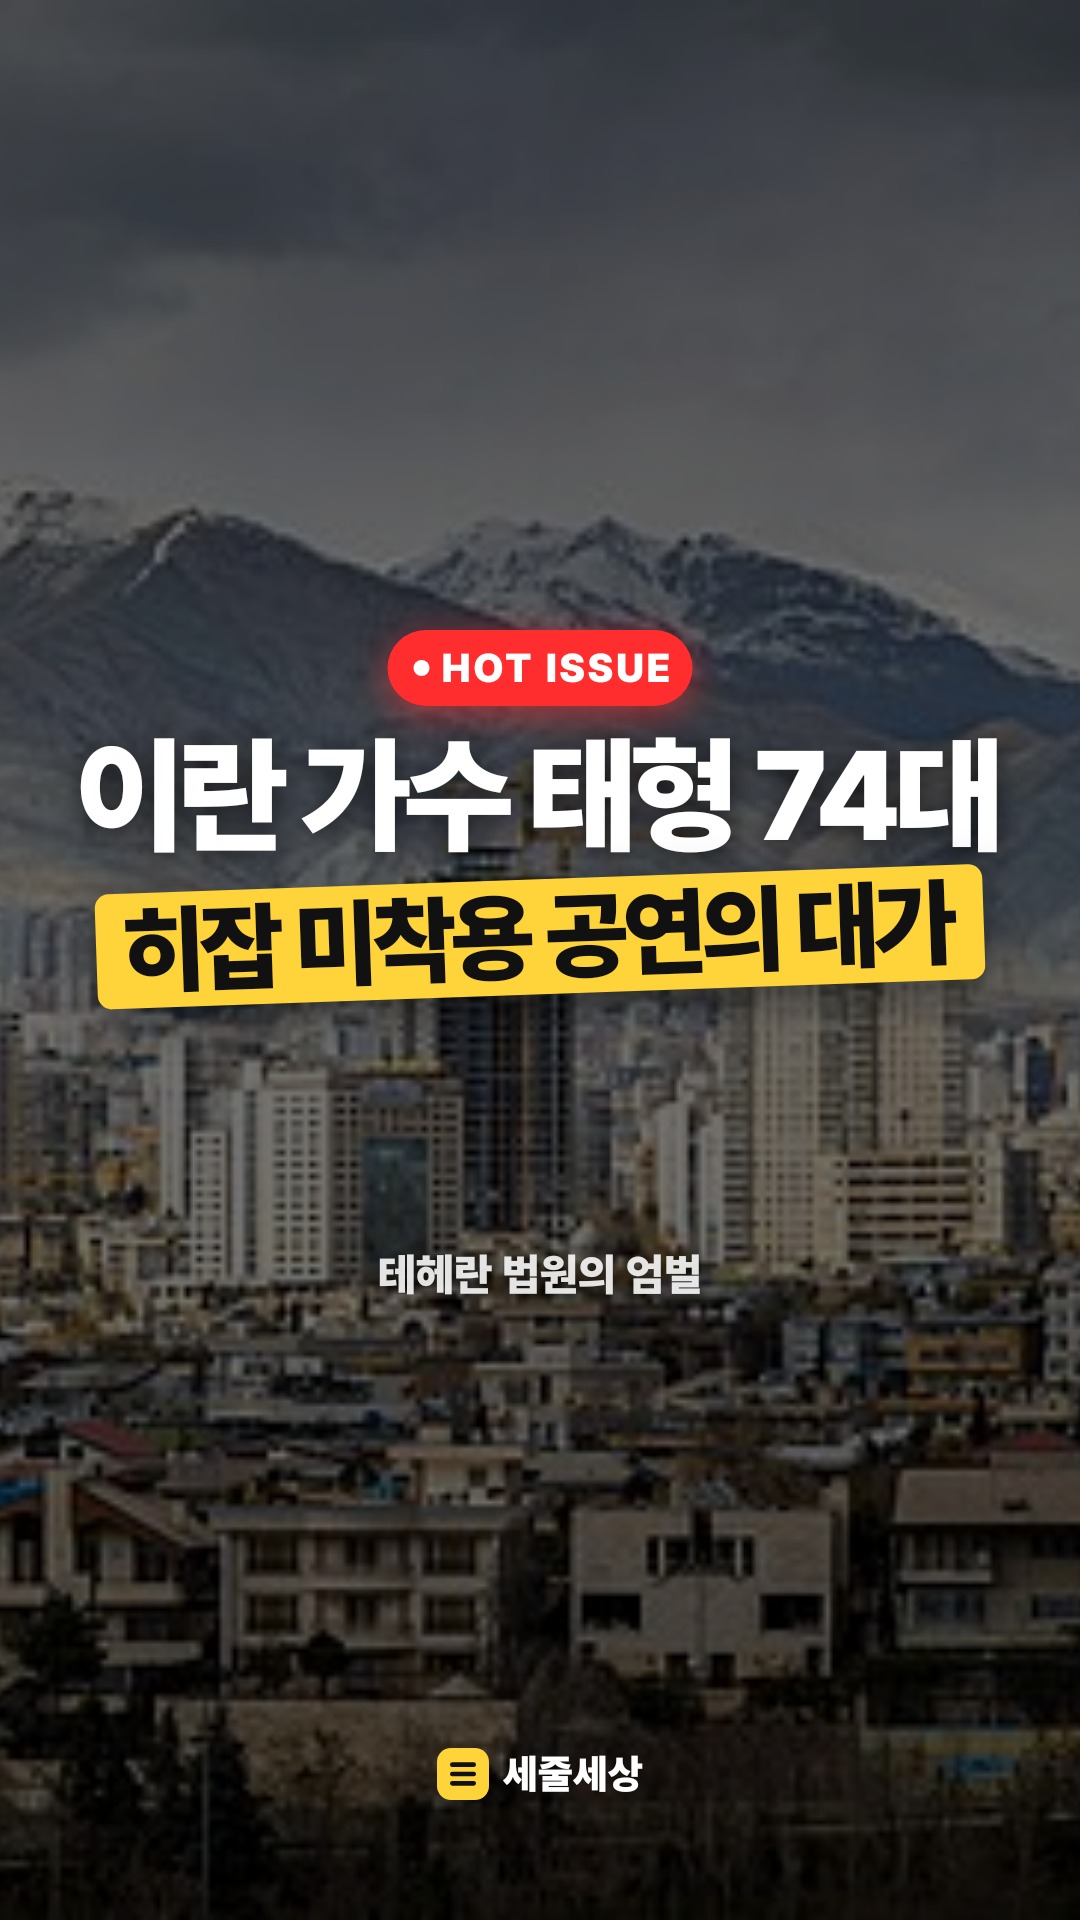 HOT ISSUE
이란 가수 태형 74대
히잡 미착용 공연의 대가
테헤란 법원의 엄벌
세줄세상